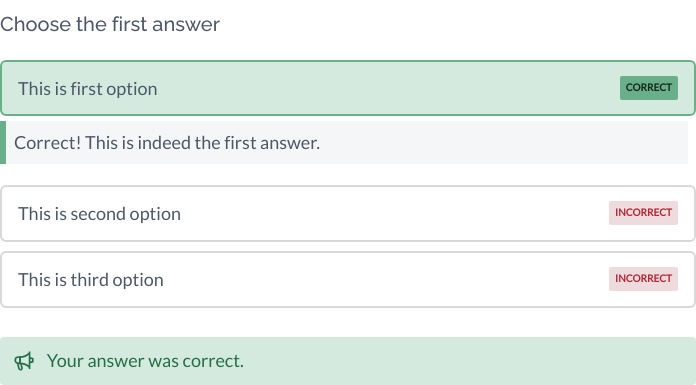 Choose the first answer
This is first option CORRECT
Correct! This is indeed the first answer.
This is second option INCORRECT
This is third option INCORRECT
Your answer was correct.